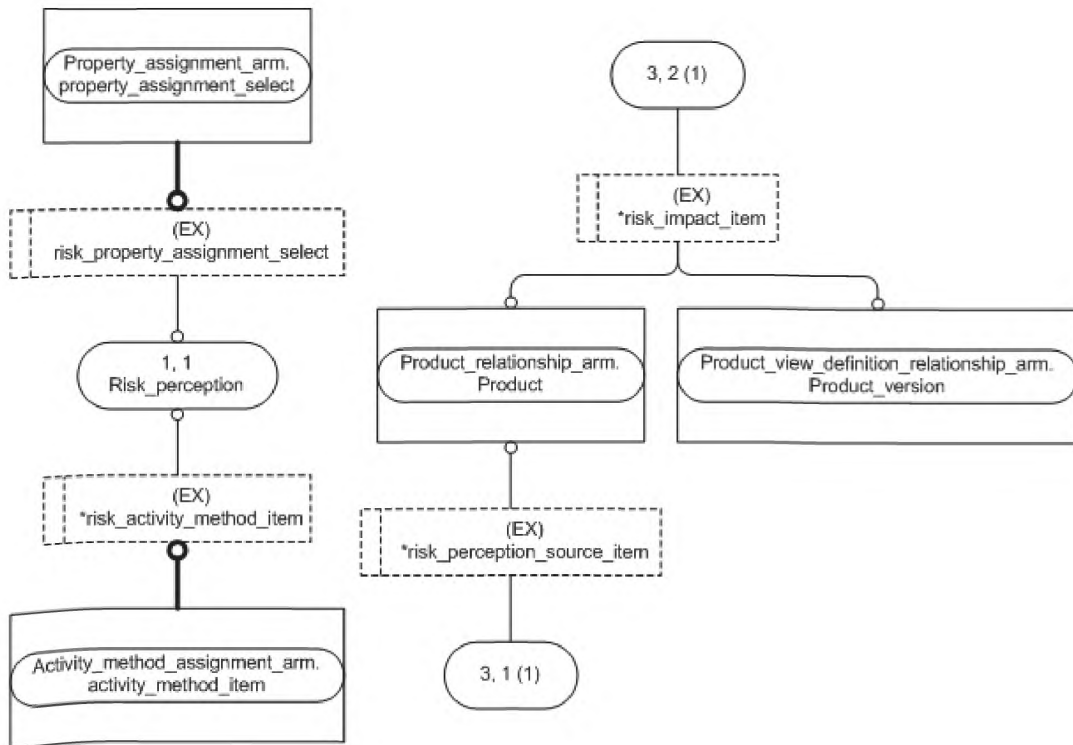 Property_assignment_arm.
property_assignment_select
(EX)
risk_property_assignment_select
1, 1
Risk_perception
(EX)
*risk_activity_method_item
Activity_method_assignment_arm.
activity_method_item
3, 2 (1)
(EX)
*risk_impact_item
Product_relationship_arm.
Product
Product_view_definition_relationship_arm.
Product_version
(EX)
*risk_perception_source_item
3, 1 (1)